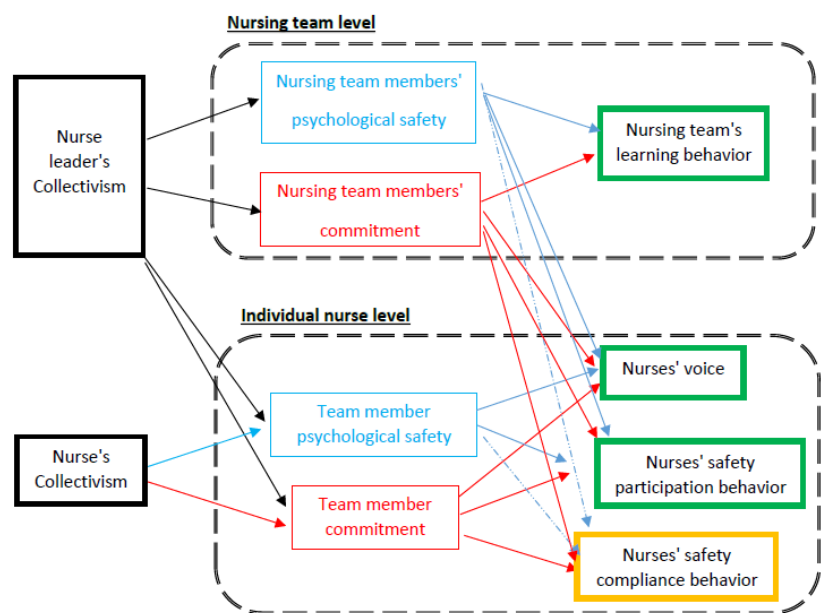 Nursing team level
Nurse
leader's
Collectivism
Nursing team members'
psychological safety
Nursing team members'
commitment
Nursing team's
learning behavior
Individual nurse level
Nurse's
Collectivism
Team member
psychological safety
Team member
commitment
Nurses' voice
Nurses' safety
participation behavior
Nurses' safety
compliance behavior